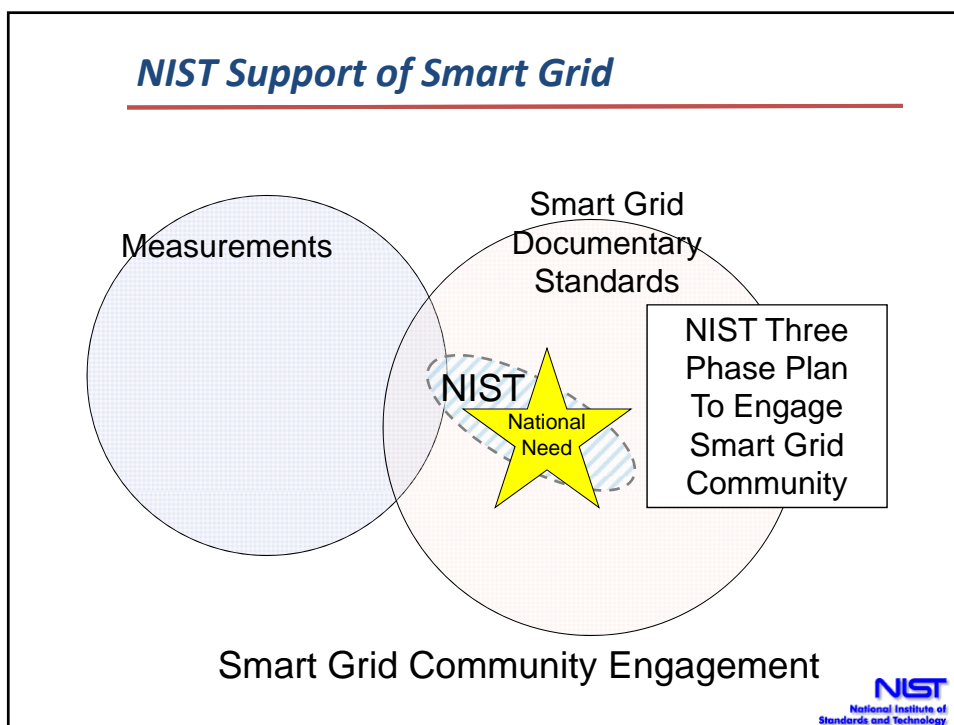 NIST Support of Smart Grid
Measurements
Smart Grid
Documentary
Standards
NIST Three
Phase Plan
To Engage
Smart Grid
Community
NIST
National
Need
Smart Grid Community Engagement
NIST
National Institute of
Standards and Technology